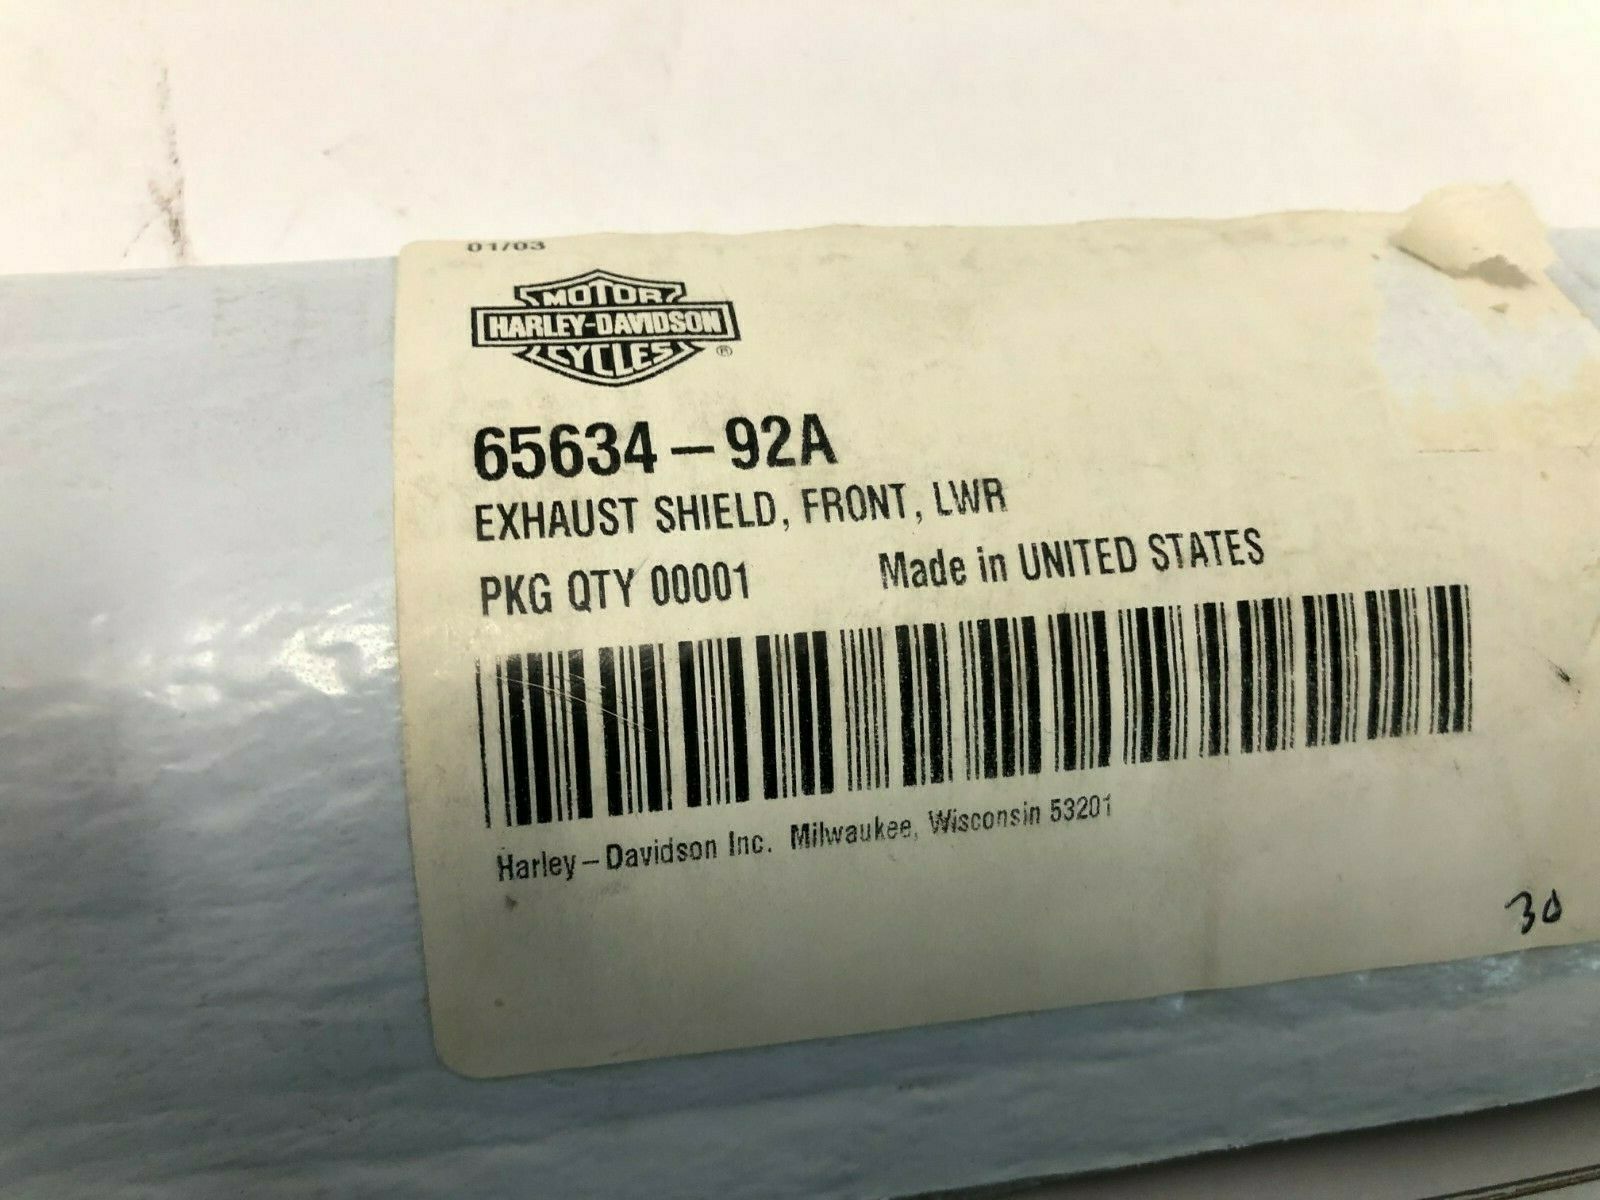 01/03
MOTOR
HARLEY-DAVIDSON
CYCLES
®
65634-92A
EXHAUST SHIELD, FRONT, LWR
PKG QTY 00001 Made in UNITED STATES
Harley-Davidson Inc. Milwaukee, Wisconsin 53201
30